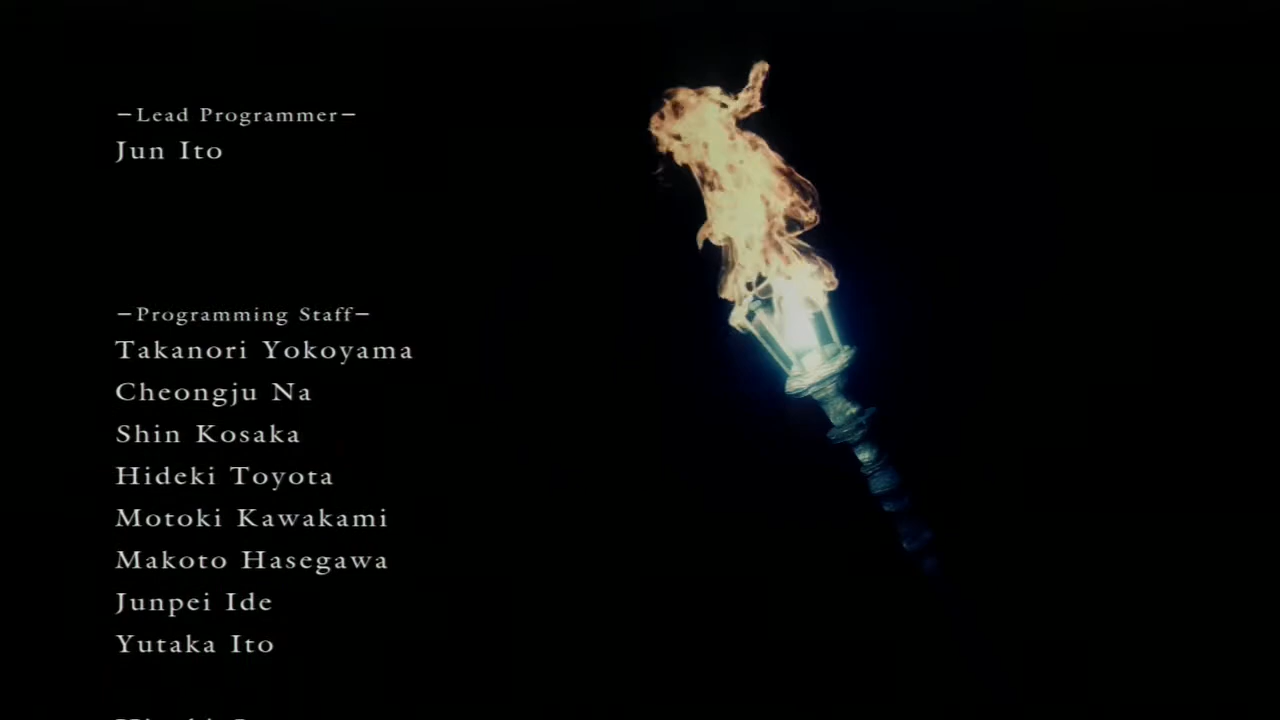 –Lead Programmer–
Jun Ito
–Programming Staff–
Takanori Yokoyama
Cheongju Na
Shin Kosaka
Hideki Toyota
Motoki Kawakami
Makoto Hasegawa
Junpei Ide
Yutaka Ito